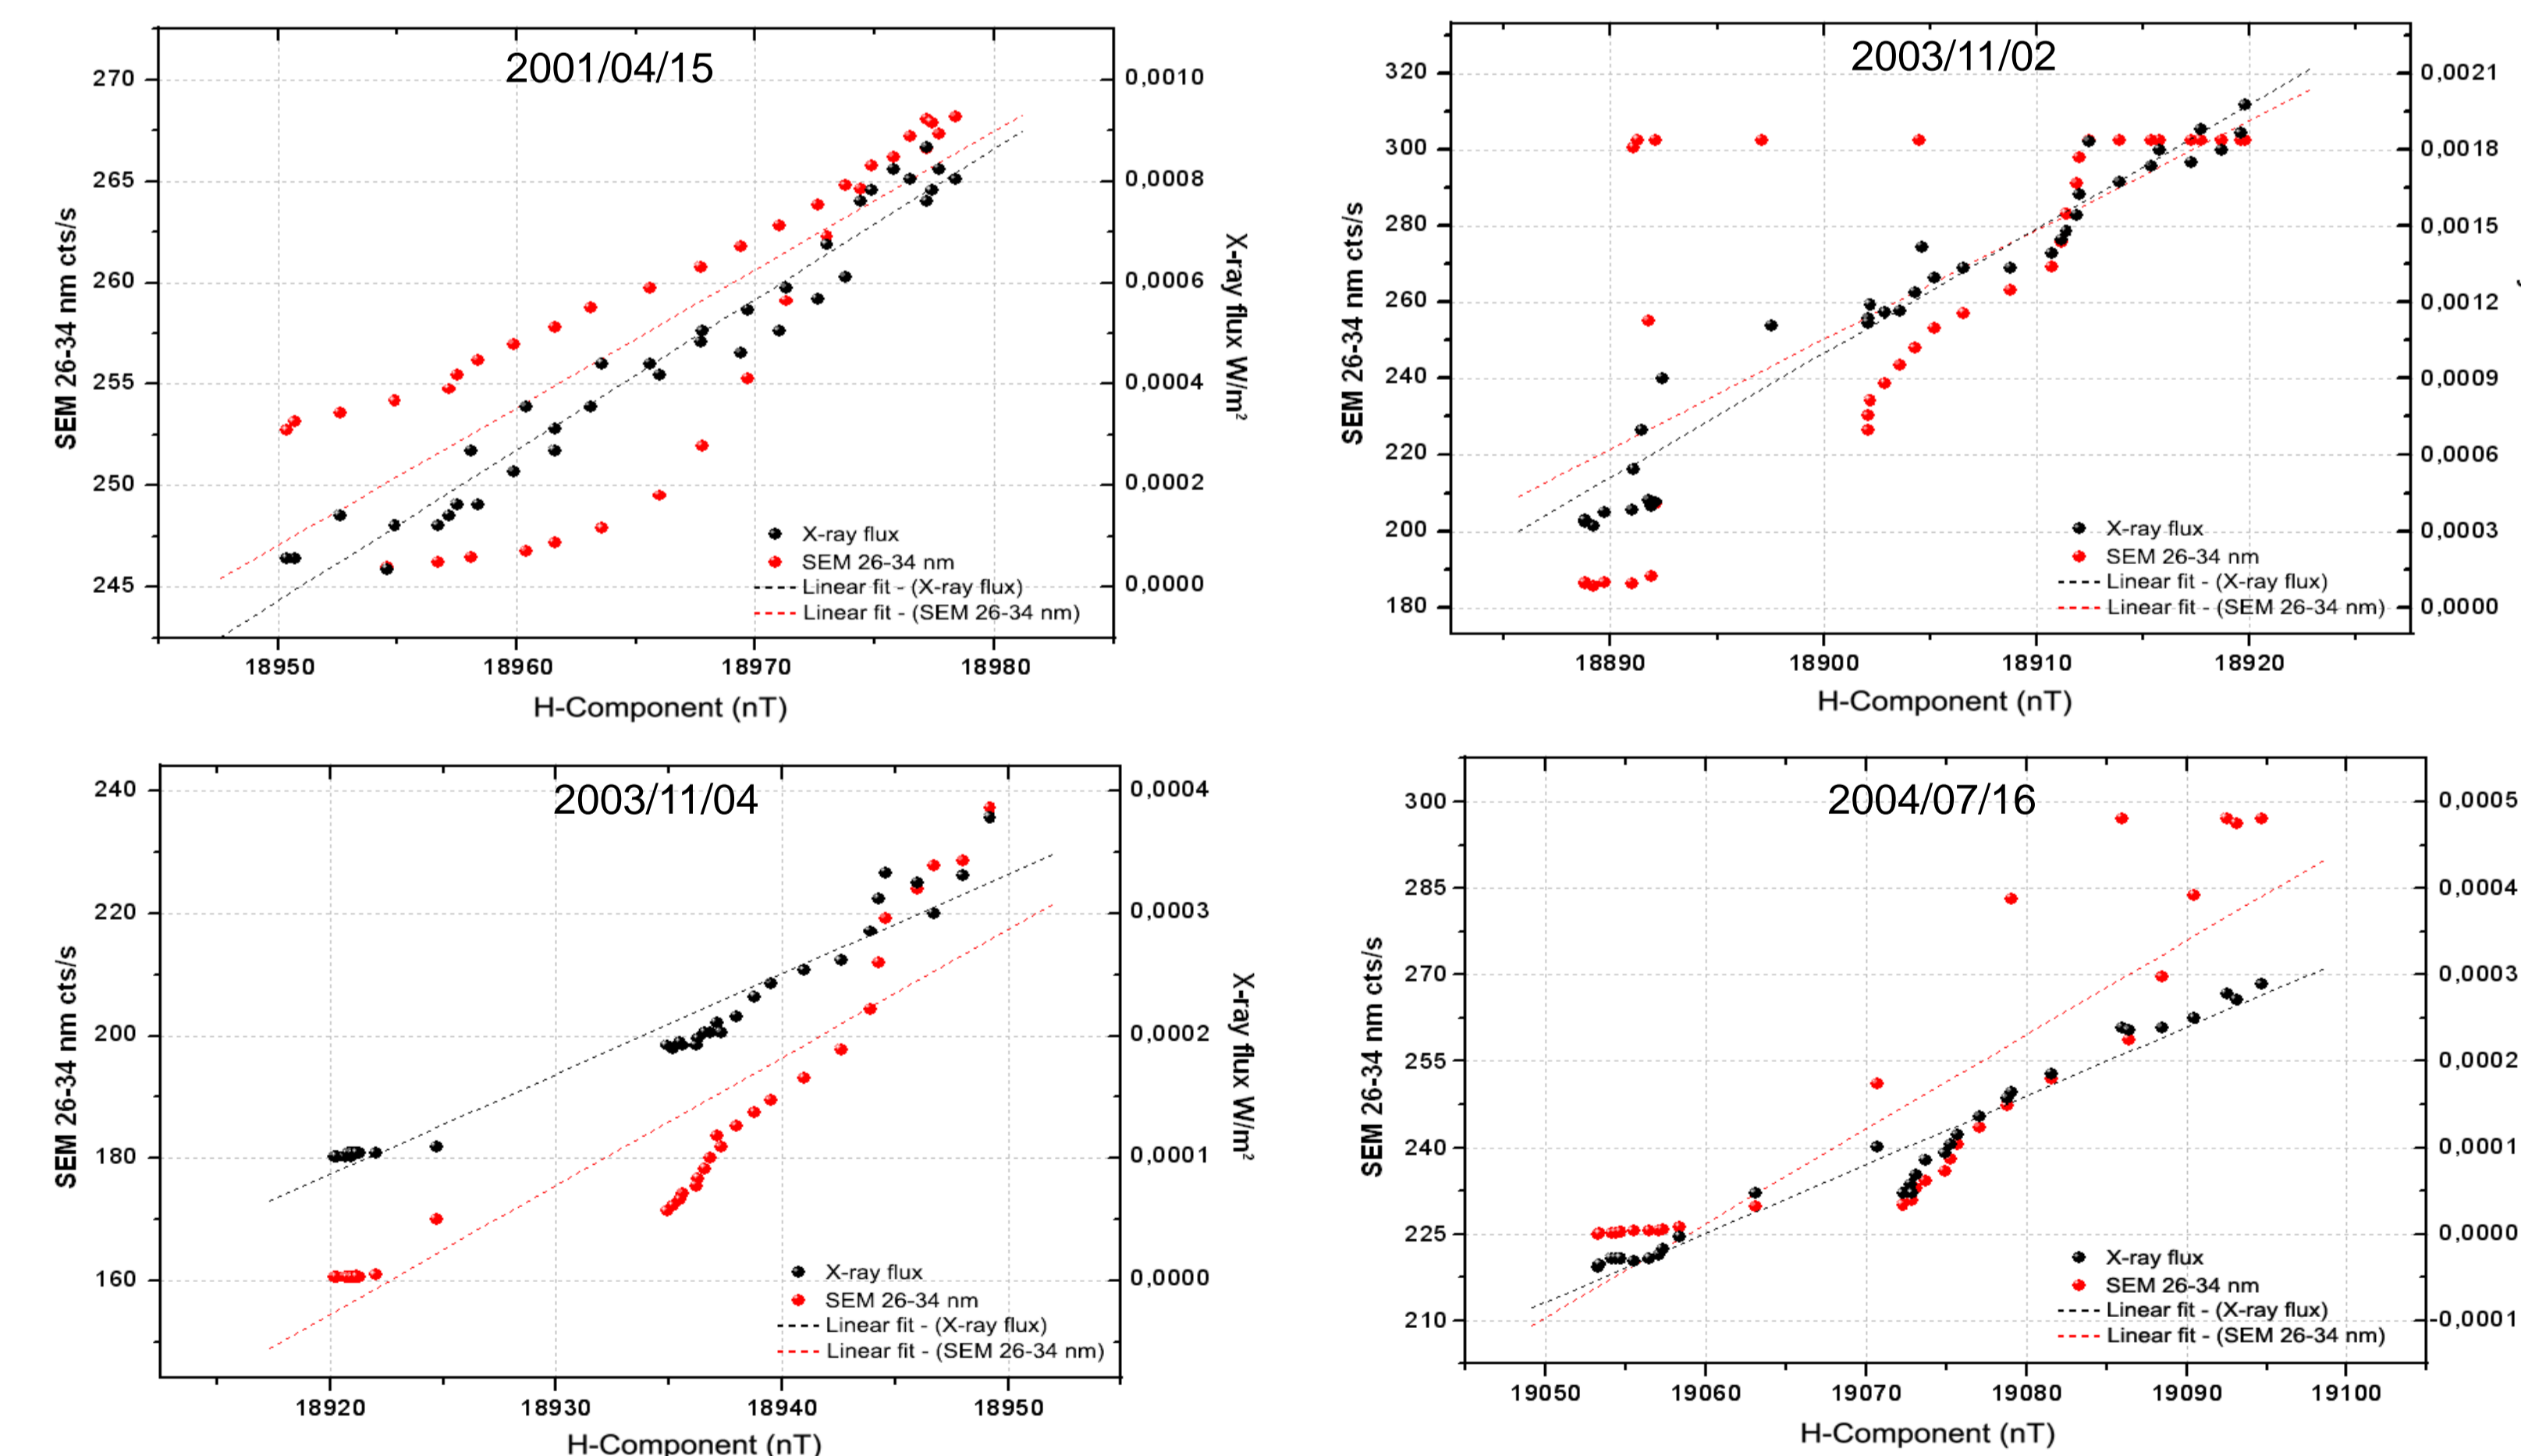 2001/04/15
270
265
260
255
250
245
SEM 26-34 nm cts/s
0,0010
0,0008
0,0006
0,0004
0,0002
0,0000
X-ray flux W/m²
X-ray flux
SEM 26-34 nm
Linear fit - (X-ray flux)
Linear fit - (SEM 26-34 nm)
18950 18960 18970 18980
H-Component (nT)
2003/11/02
320
300
280
260
240
220
200
180
SEM 26-34 nm cts/s
0,0021
0,0018
0,0015
0,0012
0,0009
0,0006
0,0003
0,0000
X-ray flux
SEM 26-34 nm
Linear fit - (X-ray flux)
Linear fit - (SEM 26-34 nm)
18890 18900 18910 18920
H-Component (nT)
2003/11/04
240
220
200
180
160
SEM 26-34 nm cts/s
0,0004
0,0003
0,0002
0,0001
0,0000
X-ray flux W/m²
X-ray flux
SEM 26-34 nm
Linear fit - (X-ray flux)
Linear fit - (SEM 26-34 nm)
18920 18930 18940 18950
H-Component (nT)
2004/07/16
300
285
270
255
240
225
210
SEM 26-34 nm cts/s
0,0005
0,0004
0,0003
0,0002
0,0001
0,0000
-0,0001
X-ray flux
SEM 26-34 nm
Linear fit - (X-ray flux)
Linear fit - (SEM 26-34 nm)
19050 19060 19070 19080 19090 19100
H-Component (nT)